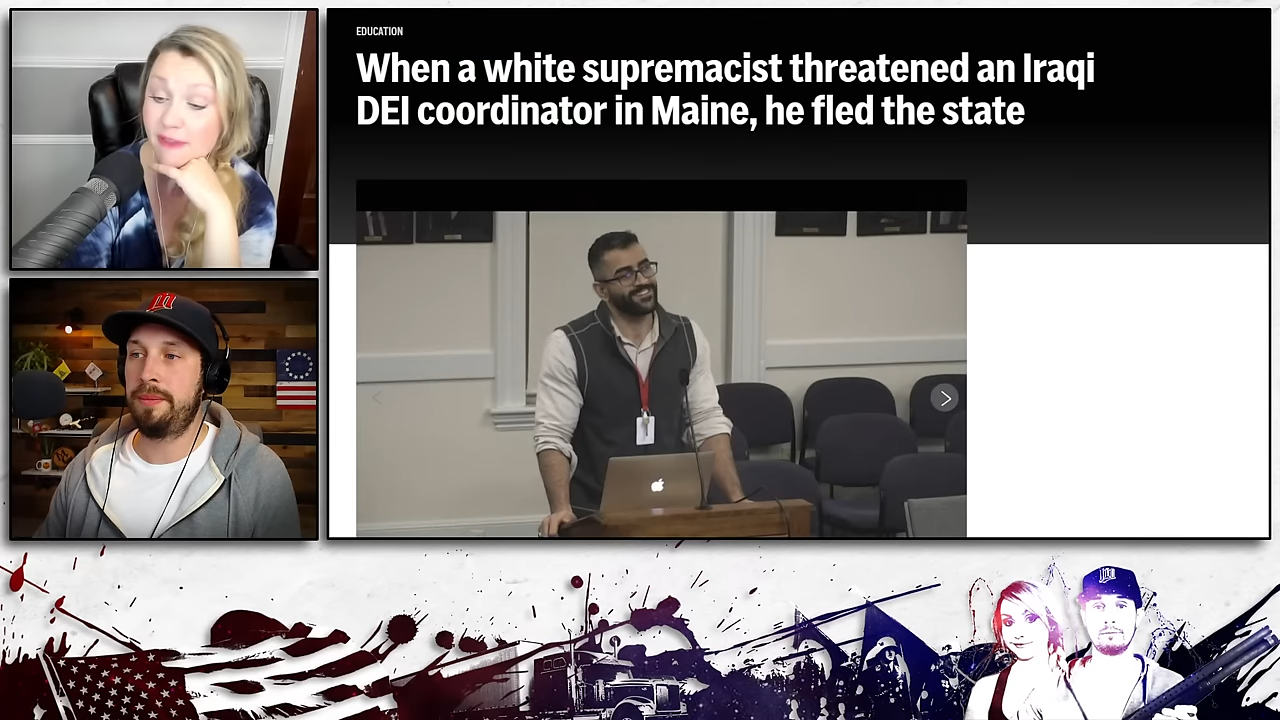 EDUCATION
When a white supremacist threatened an Iraqi
DEI coordinator in Maine, he fled the state